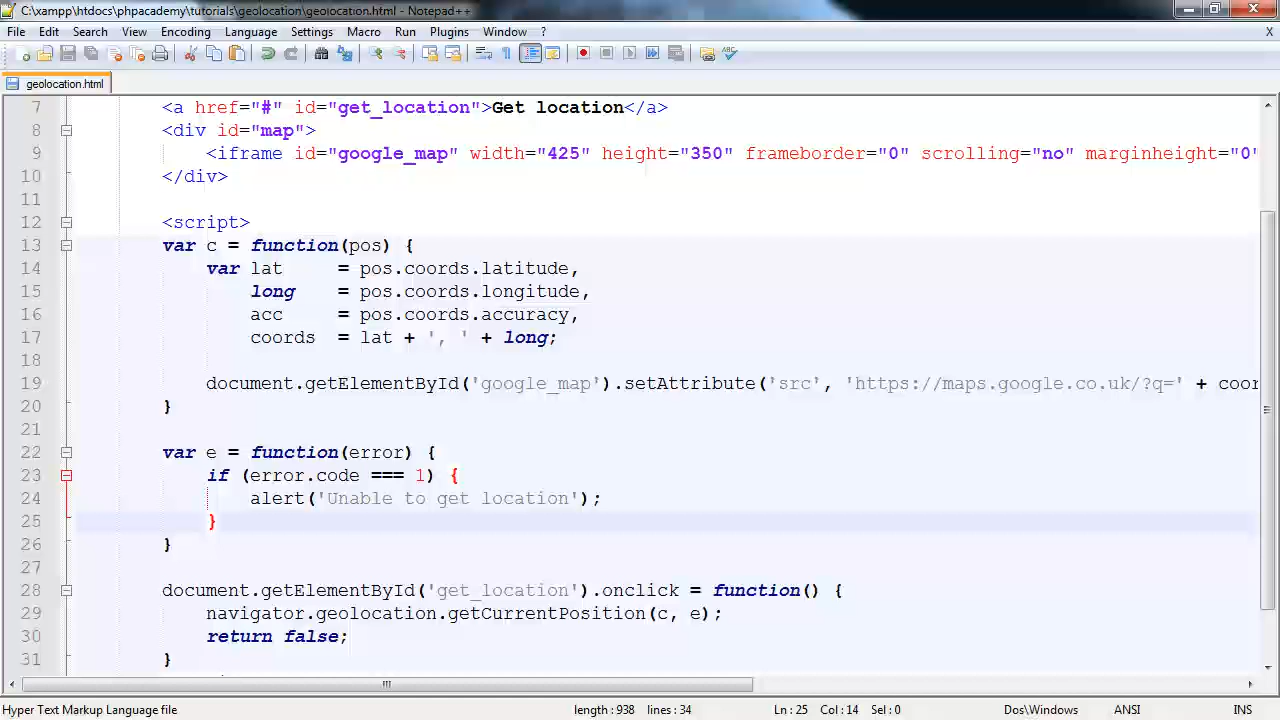 C:\xampp\htdocs\phpacademy\tutorials\geolocation\geolocation.html - Notepad++
File Edit Search View Encoding Language Settings Macro Run Plugins Window ? X
geolocation.html
7 <a href="#" id="get_location">Get location</a>
8 <div id="map">
9 <iframe id="google_map" width="425" height="350" frameborder="0" scrolling="no" marginheight="0"
10 </div>
11
12 <script>
13 var c = function(pos) {
14 var lat = pos.coords.latitude,
15 long = pos.coords.longitude,
16 acc = pos.coords.accuracy,
17 coords = lat + ', ' + long;
18
19 document.getElementById('google_map').setAttribute('src', 'https://maps.google.co.uk/?q=' + coor
20 }
21
22 var e = function(error) {
23 if (error.code === 1) {
24 alert('Unable to get location');
25 }
26 }
27
28 document.getElementById('get_location').onclick = function() {
29 navigator.geolocation.getCurrentPosition(c, e);
30 return false;
31 }
Hyper Text Markup Language file length : 938 lines : 34 Ln : 25 Col : 14 Sel : 0 Dos\Windows ANSI INS